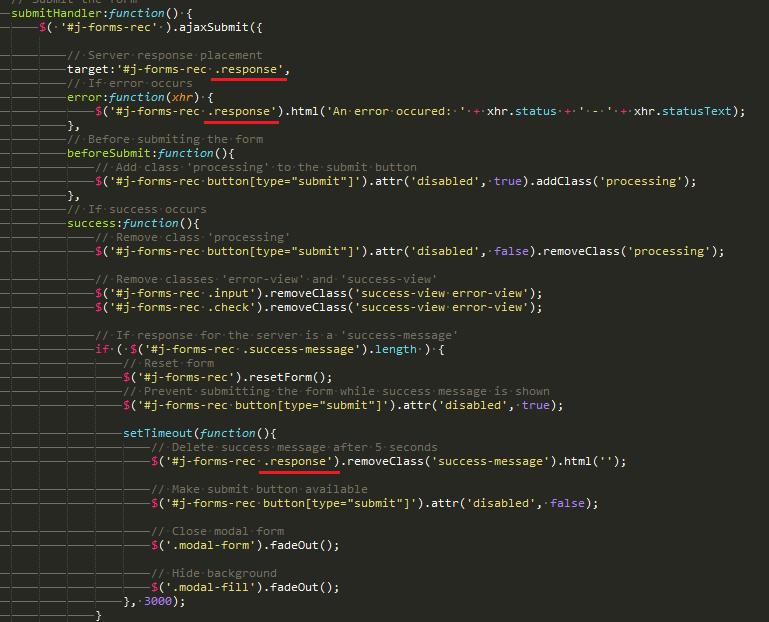 // Submit the form
submitHandler:function() {
$( '#j-forms-rec' ).ajaxSubmit({
// Server response placement
target:'#j-forms-rec .response',
// If error occurs
error:function(xhr) {
$('#j-forms-rec .response').html('An error occured: ' + xhr.status + ' - ' + xhr.statusText);
},
// Before submiting the form
beforeSubmit:function(){
// Add class 'processing' to the submit button
$('#j-forms-rec button[type="submit"]').attr('disabled', true).addClass('processing');
},
// If success occurs
success:function(){
// Remove class 'processing'
$('#j-forms-rec button[type="submit"]').attr('disabled', false).removeClass('processing');
// Remove classes 'error-view' and 'success-view'
$('#j-forms-rec .input').removeClass('success-view error-view');
$('#j-forms-rec .check').removeClass('success-view error-view');
// If response for the server is a 'success-message'
if ( $('#j-forms-rec .success-message').length ) {
// Reset form
$('#j-forms-rec').resetForm();
// Prevent submitting the form while success message is shown
$('#j-forms-rec button[type="submit"]').attr('disabled', true);
setTimeout(function(){
// Delete success message after 5 seconds
$('#j-forms-rec .response').removeClass('success-message').html('');
// Make submit button available
$('#j-forms-rec button[type="submit"]').attr('disabled', false);
// Close modal form
$('.modal-form').fadeOut();
// Hide background
$('.modal-fill').fadeOut();
}, 3000);
}